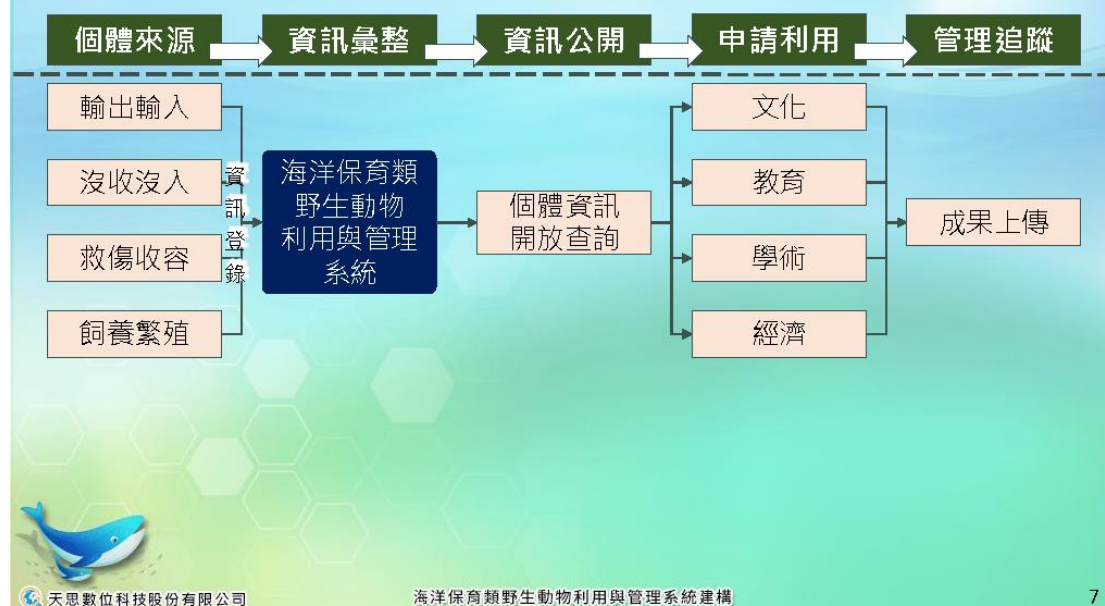 個體來源
資訊彙整
資訊公開
申請利用
管理追蹤
輸出輸入
沒收沒入
救傷收容
飼養繁殖
資訊登錄
海洋保育類
野生動物
利用與管理
系統
個體資訊
開放查詢
文化
教育
學術
經濟
成果上傳
天思數位科技股份有限公司
海洋保育類野生動物利用與管理系統建構
7